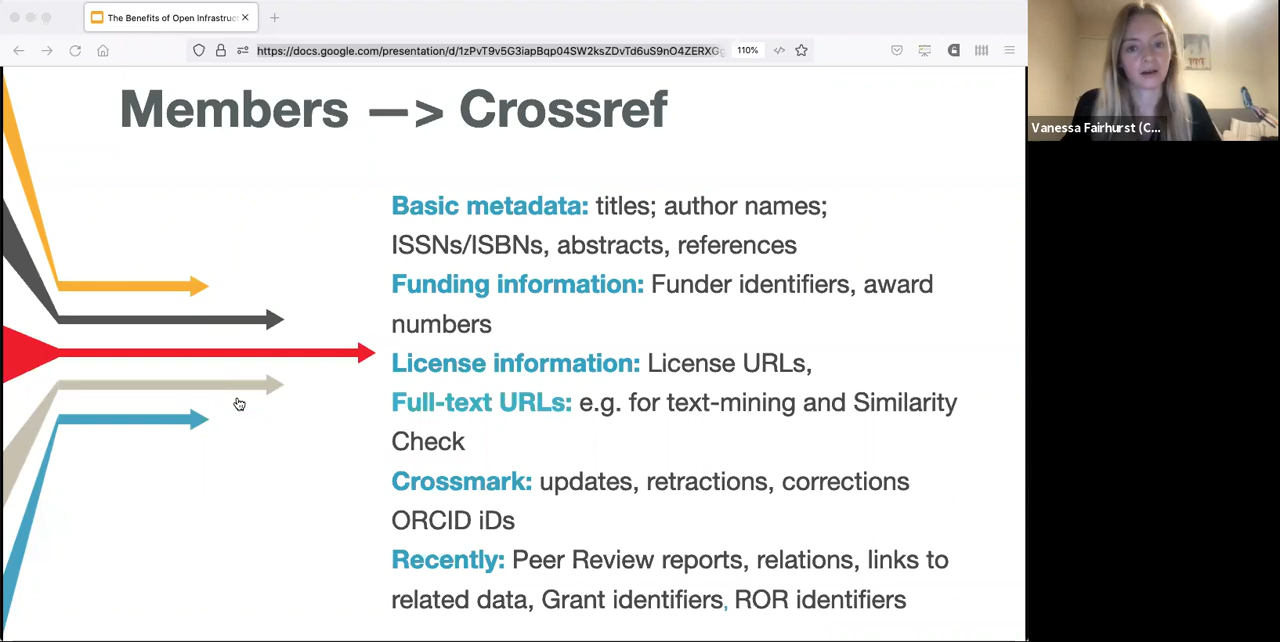 The Benefits of Open Infrastruc
https://docs.google.com/presentation/d/1zPvT9v5G3iapBqp04SW2ksZDvTd6uS9nO4ZERXG
110%
Vanessa Fairhurst (C...
Members —> Crossref
Basic metadata: titles; author names;
ISSNs/ISBNs, abstracts, references
Funding information: Funder identifiers, award
numbers
License information: License URLs,
Full-text URLs: e.g. for text-mining and Similarity
Check
Crossmark: updates, retractions, corrections
ORCID iDs
Recently: Peer Review reports, relations, links to
related data, Grant identifiers, ROR identifiers